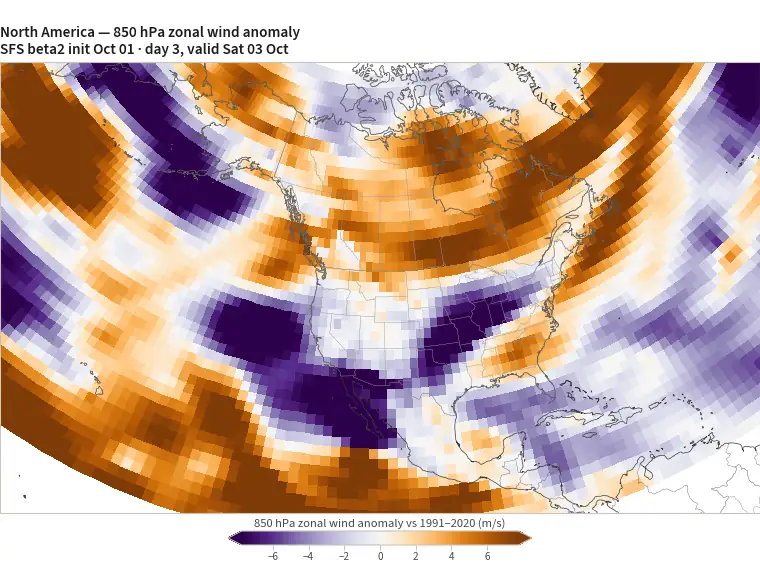 North America — 850 hPa zonal wind anomaly
SFS beta2 init Oct 01 · day 3, valid Sat 03 Oct
850 hPa zonal wind anomaly vs 1991−2020 (m/s)
−6 −4 −2 0 2 4 6